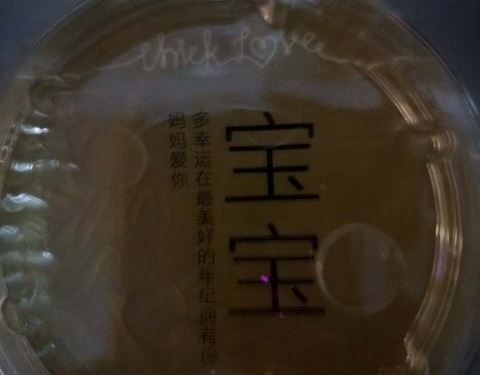 chick Love
宝宝
多幸运在最美好的年纪拥有你
妈妈爱你